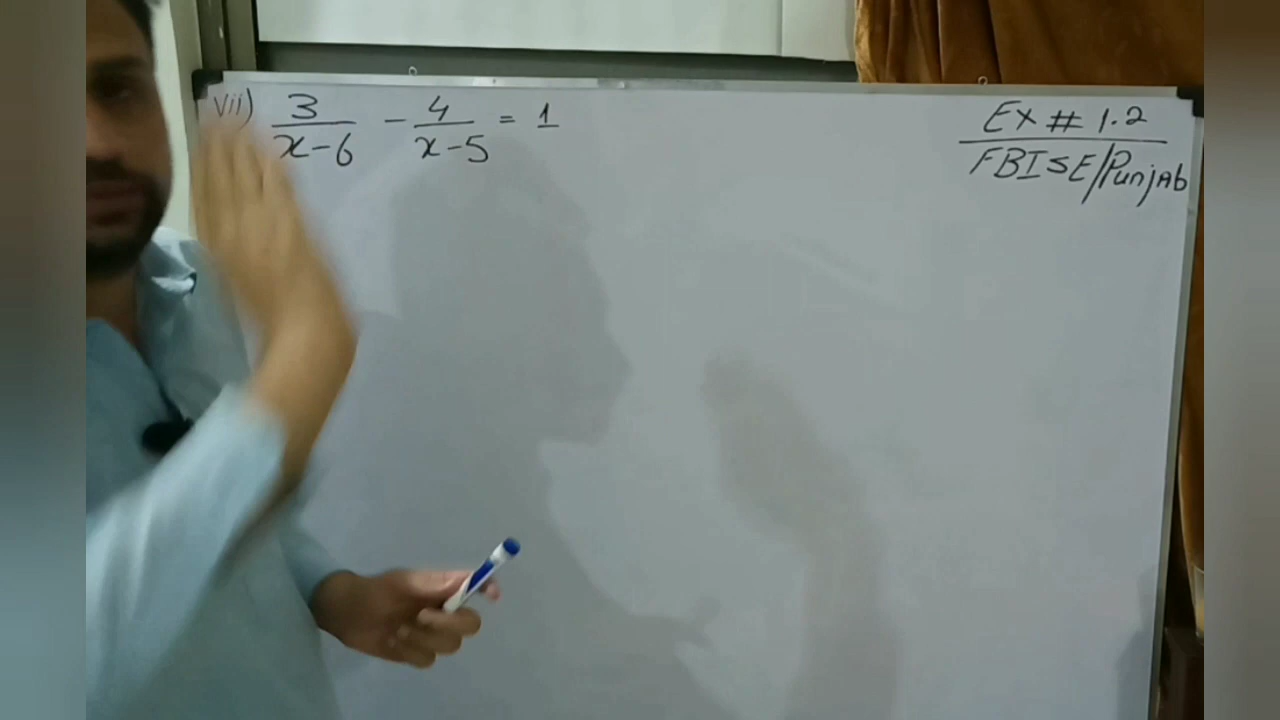 vii) 3/(x-6) - 4/(x-5) = 1
Ex # 1.2
FBISE/Punjab